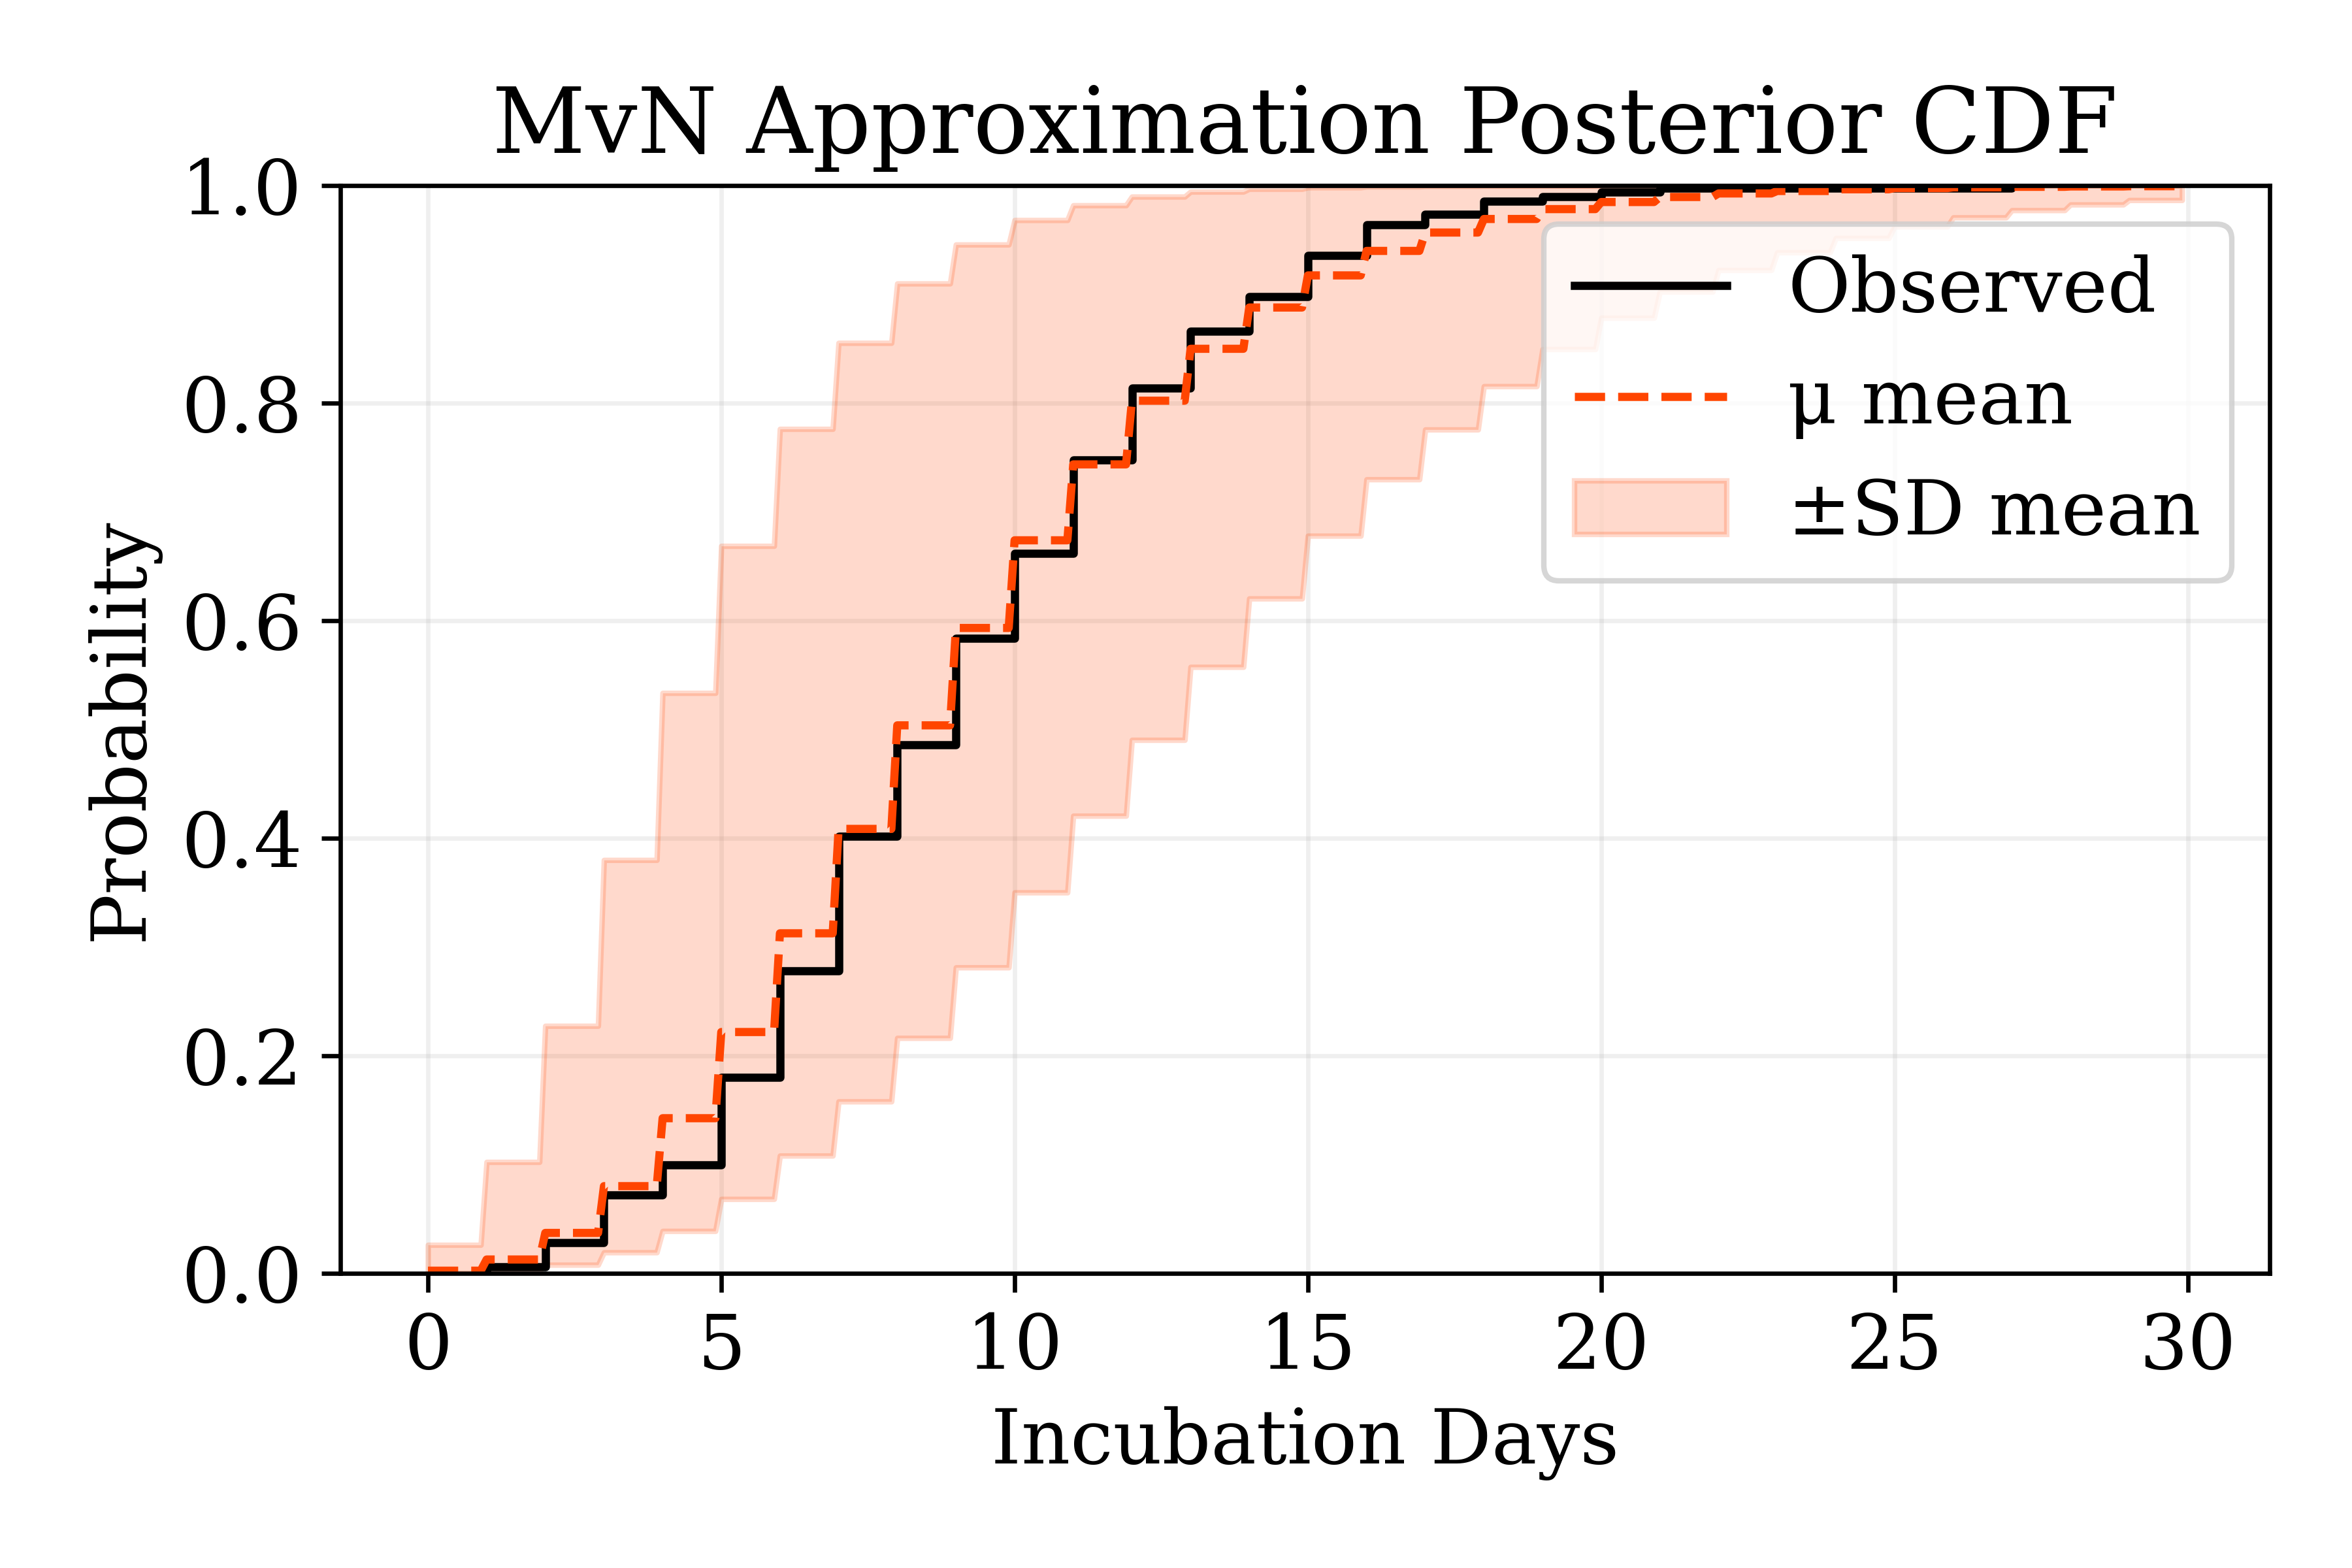 MvN Approximation Posterior CDF
1.0
0.8
0.6
0.4
0.2
0.0
Probability
Observed
μ mean
±SD mean
0 5 10 15 20 25 30
Incubation Days